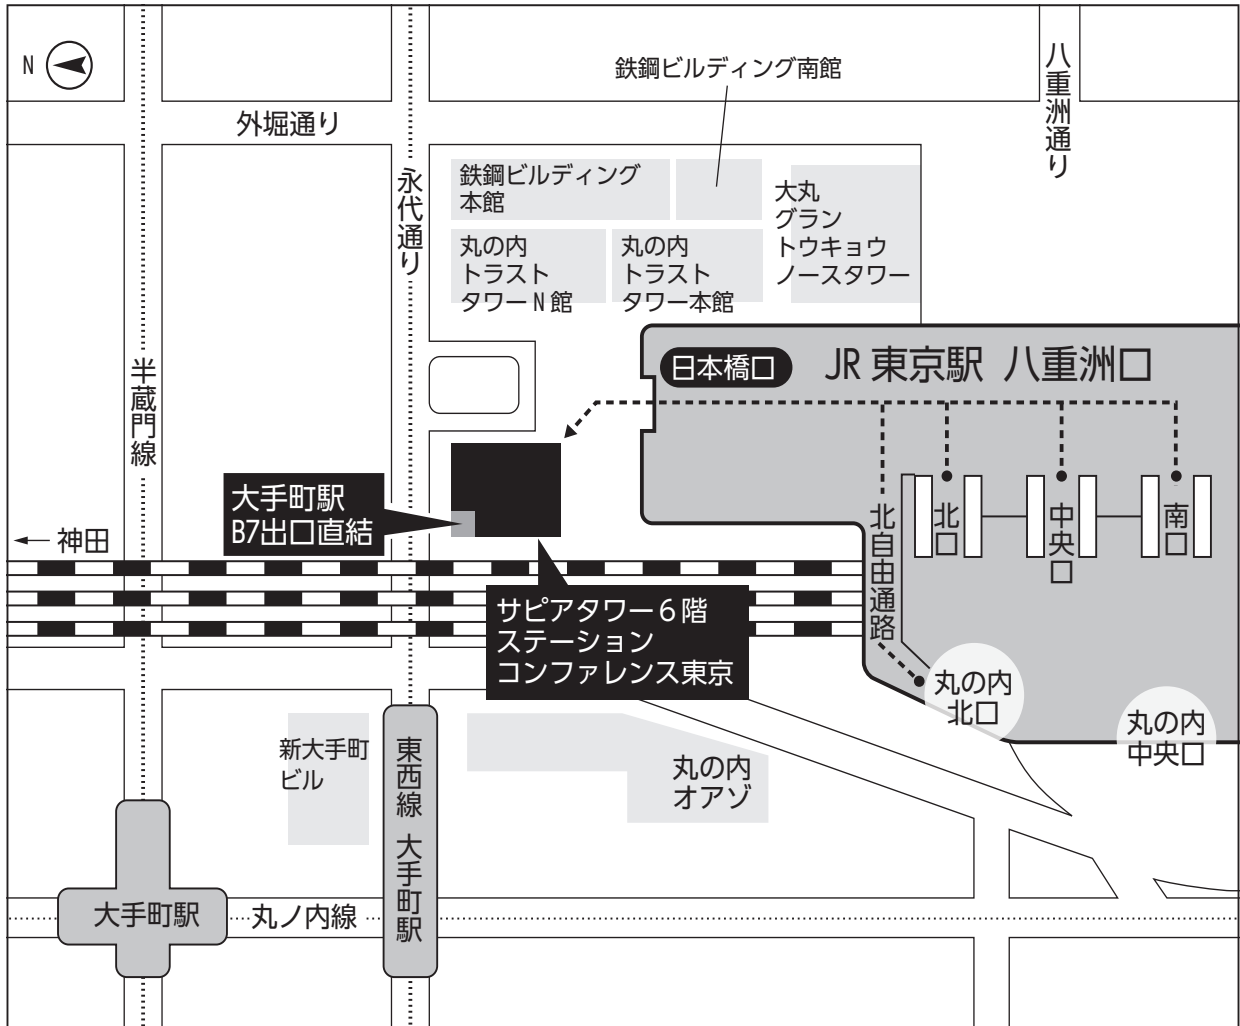 N
鉄鋼ビルディング南館
八重洲通り
外堀通り
永代通り
鉄鋼ビルディング
本館
大丸
グラン
トウキョウ
ノースタワー
丸の内
トラスト
タワーN館
丸の内
トラスト
タワー本館
半蔵門線
日本橋口
JR 東京駅 八重洲口
大手町駅
B7出口直結
北自由通路
北口
中央口
南口
← 神田
サピアタワー6階
ステーション
コンファレンス東京
丸の内
北口
丸の内
中央口
新大手町
ビル
東西線 大手町駅
丸の内
オアゾ
大手町駅
丸ノ内線